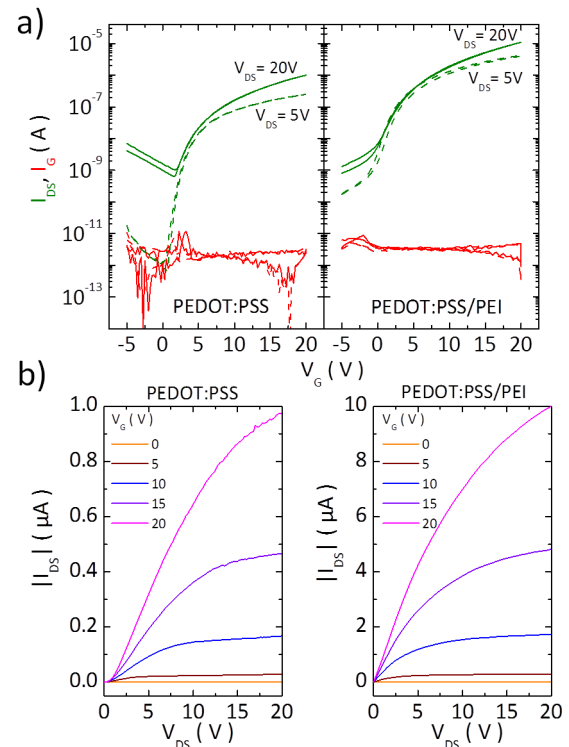 a)
I_DS, I_G ( A )
10^-5
10^-7
10^-9
10^-11
10^-13
V_DS= 20V
V_DS= 5V
PEDOT:PSS
-5 0 5 10 15 20
V_DS= 20V
V_DS= 5V
PEDOT:PSS/PEI
-5 0 5 10 15 20
V_G ( V )
b)
PEDOT:PSS
|I_DS| ( µA )
1.0
0.8
0.6
0.4
0.2
0.0
V_G ( V )
0
5
10
15
20
0 5 10 15 20
V_DS ( V )
PEDOT:PSS/PEI
|I_DS| ( µA )
10
8
6
4
2
0
V_G ( V )
0
5
10
15
20
0 5 10 15 20
V_DS ( V )